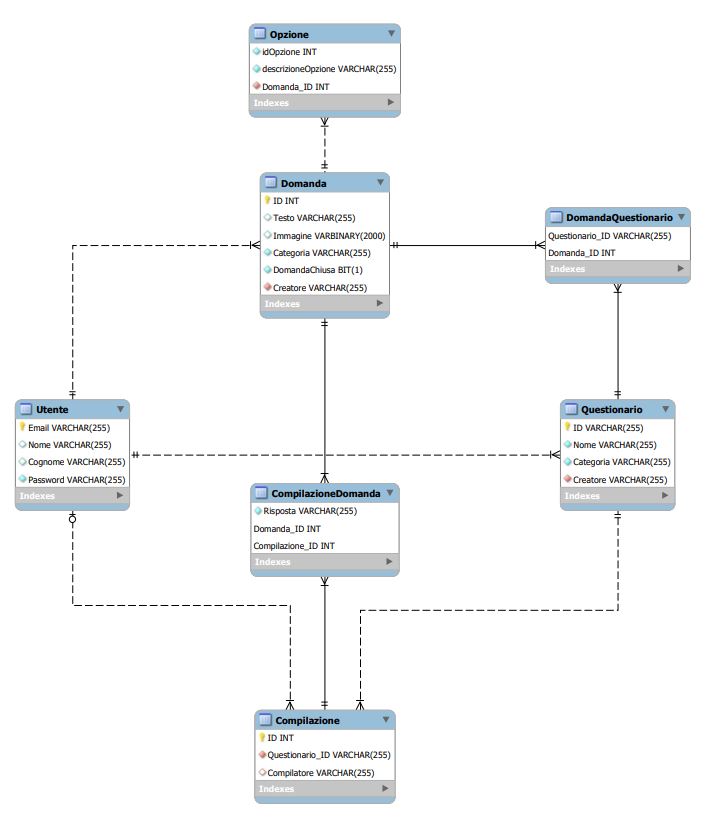 Opzione
idOpzione INT
descrizioneOpzione VARCHAR(255)
Domanda_ID INT
Indexes
Domanda
ID INT
Testo VARCHAR(255)
Immagine VARBINARY(2000)
Categoria VARCHAR(255)
DomandaChiusa BIT(1)
Creatore VARCHAR(255)
Indexes
DomandaQuestionario
Questionario_ID VARCHAR(255)
Domanda_ID INT
Indexes
Utente
Email VARCHAR(255)
Nome VARCHAR(255)
Cognome VARCHAR(255)
Password VARCHAR(255)
Indexes
Questionario
ID VARCHAR(255)
Nome VARCHAR(255)
Categoria VARCHAR(255)
Creatore VARCHAR(255)
Indexes
CompilazioneDomanda
Risposta VARCHAR(255)
Domanda_ID INT
Compilazione_ID INT
Indexes
Compilazione
ID INT
Questionario_ID VARCHAR(255)
Compilatore VARCHAR(255)
Indexes